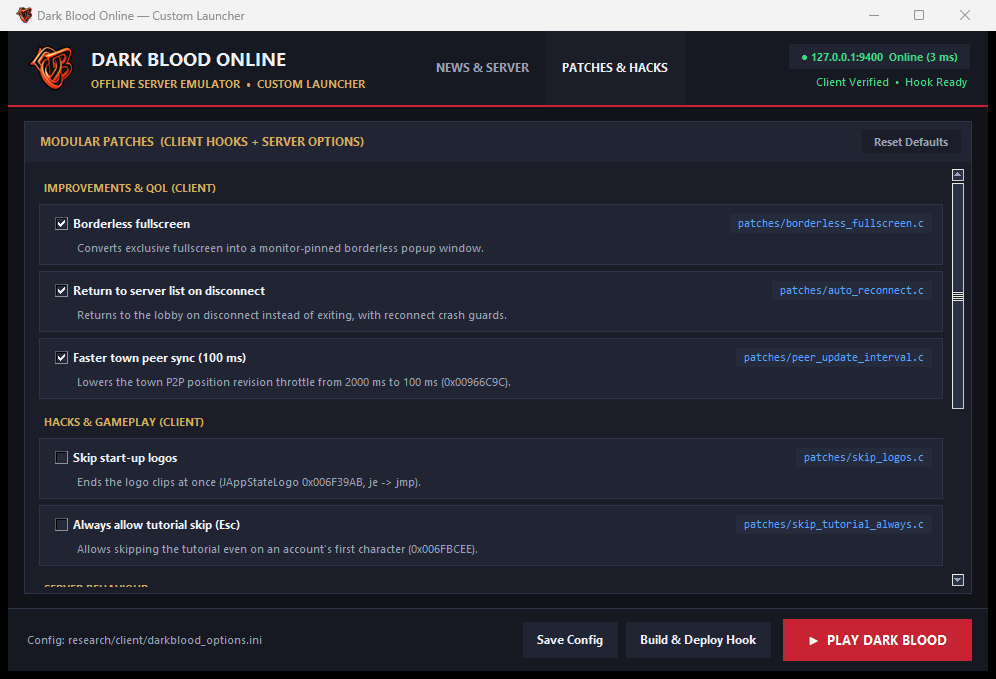 Dark Blood Online — Custom Launcher
DARK BLOOD ONLINE
OFFLINE SERVER EMULATOR • CUSTOM LAUNCHER
NEWS & SERVER
PATCHES & HACKS
● 127.0.0.1:9400 Online (3 ms)
Client Verified • Hook Ready
MODULAR PATCHES (CLIENT HOOKS + SERVER OPTIONS)
Reset Defaults
IMPROVEMENTS & QOL (CLIENT)
Borderless fullscreen
patches/borderless_fullscreen.c
Converts exclusive fullscreen into a monitor-pinned borderless popup window.
Return to server list on disconnect
patches/auto_reconnect.c
Returns to the lobby on disconnect instead of exiting, with reconnect crash guards.
Faster town peer sync (100 ms)
patches/peer_update_interval.c
Lowers the town P2P position revision throttle from 2000 ms to 100 ms (0x00966C9C).
HACKS & GAMEPLAY (CLIENT)
Skip start-up logos
patches/skip_logos.c
Ends the logo clips at once (JAppStateLogo 0x006F39AB, je -> jmp).
Always allow tutorial skip (Esc)
patches/skip_tutorial_always.c
Allows skipping the tutorial even on an account's first character (0x006FBCEE).
SERVER BEHAVIOUR
Config: research/client/darkblood_options.ini
Save Config
Build & Deploy Hook
► PLAY DARK BLOOD